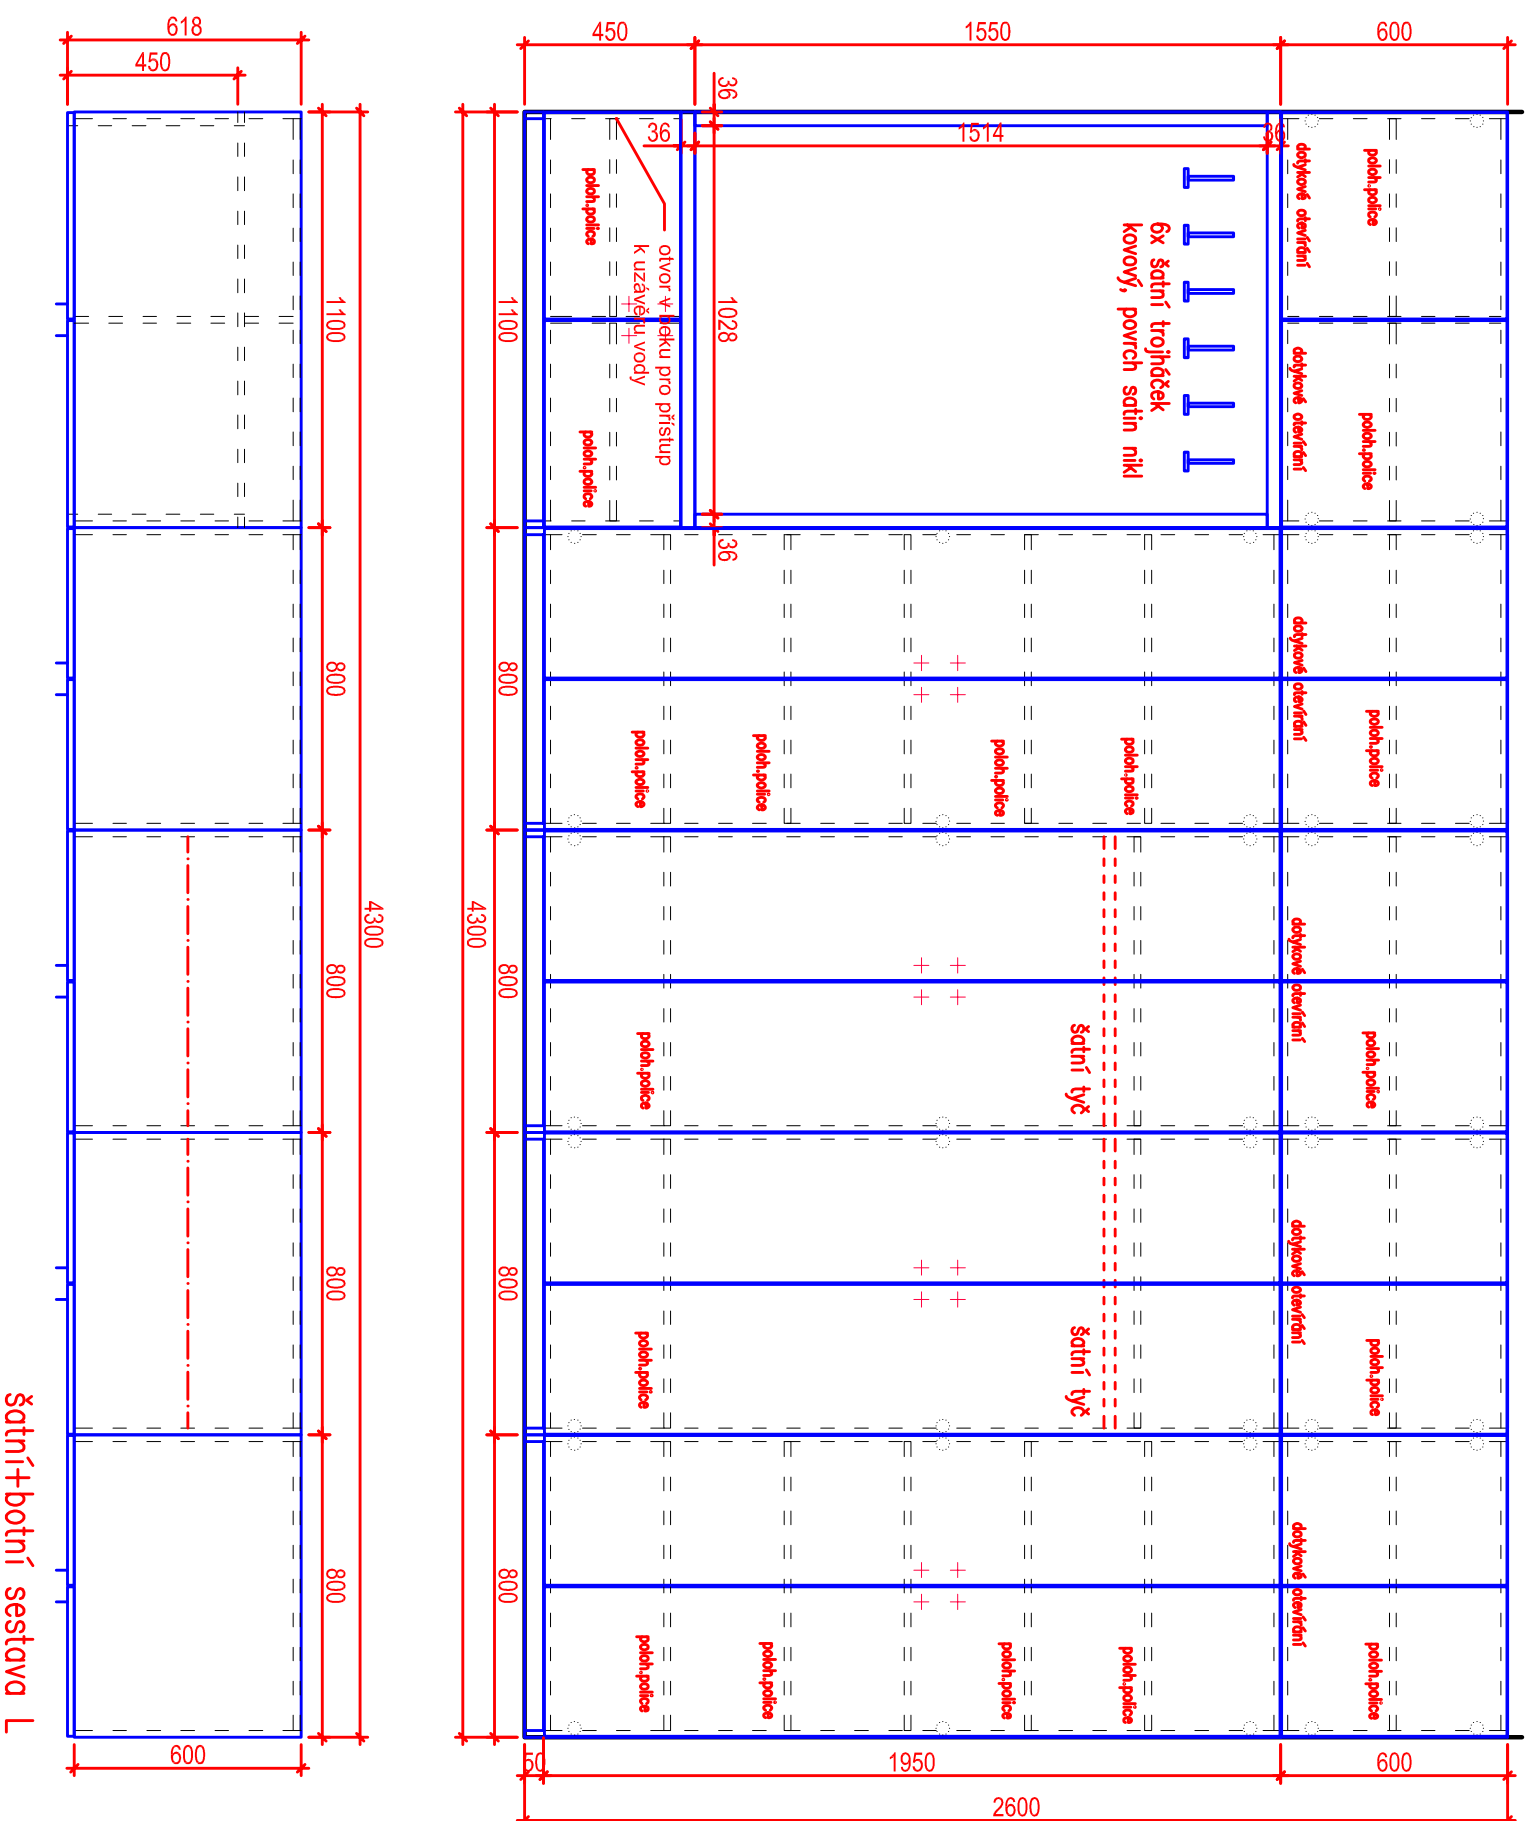 618
450
450
1550
600
36
36
1514
36
1028
36
dotykové otevírání
poloh.police
poloh.police
6x šatní trojháček
kovový, povrch satin nikl
otvor v boku pro přístup
k uzávěru vody
dotykové otevírání
poloh.police
poloh.police
1100
1100
800
800
dotykové otevírání
poloh.police
poloh.police
poloh.police
poloh.police
poloh.police
4300
4300
800
800
dotykové otevírání
poloh.police
poloh.police
šatní tyč
800
800
dotykové otevírání
poloh.police
poloh.police
šatní tyč
800
800
dotykové otevírání
poloh.police
poloh.police
poloh.police
poloh.police
poloh.police
šatní+botní sestava L
600
50
1950
600
2600